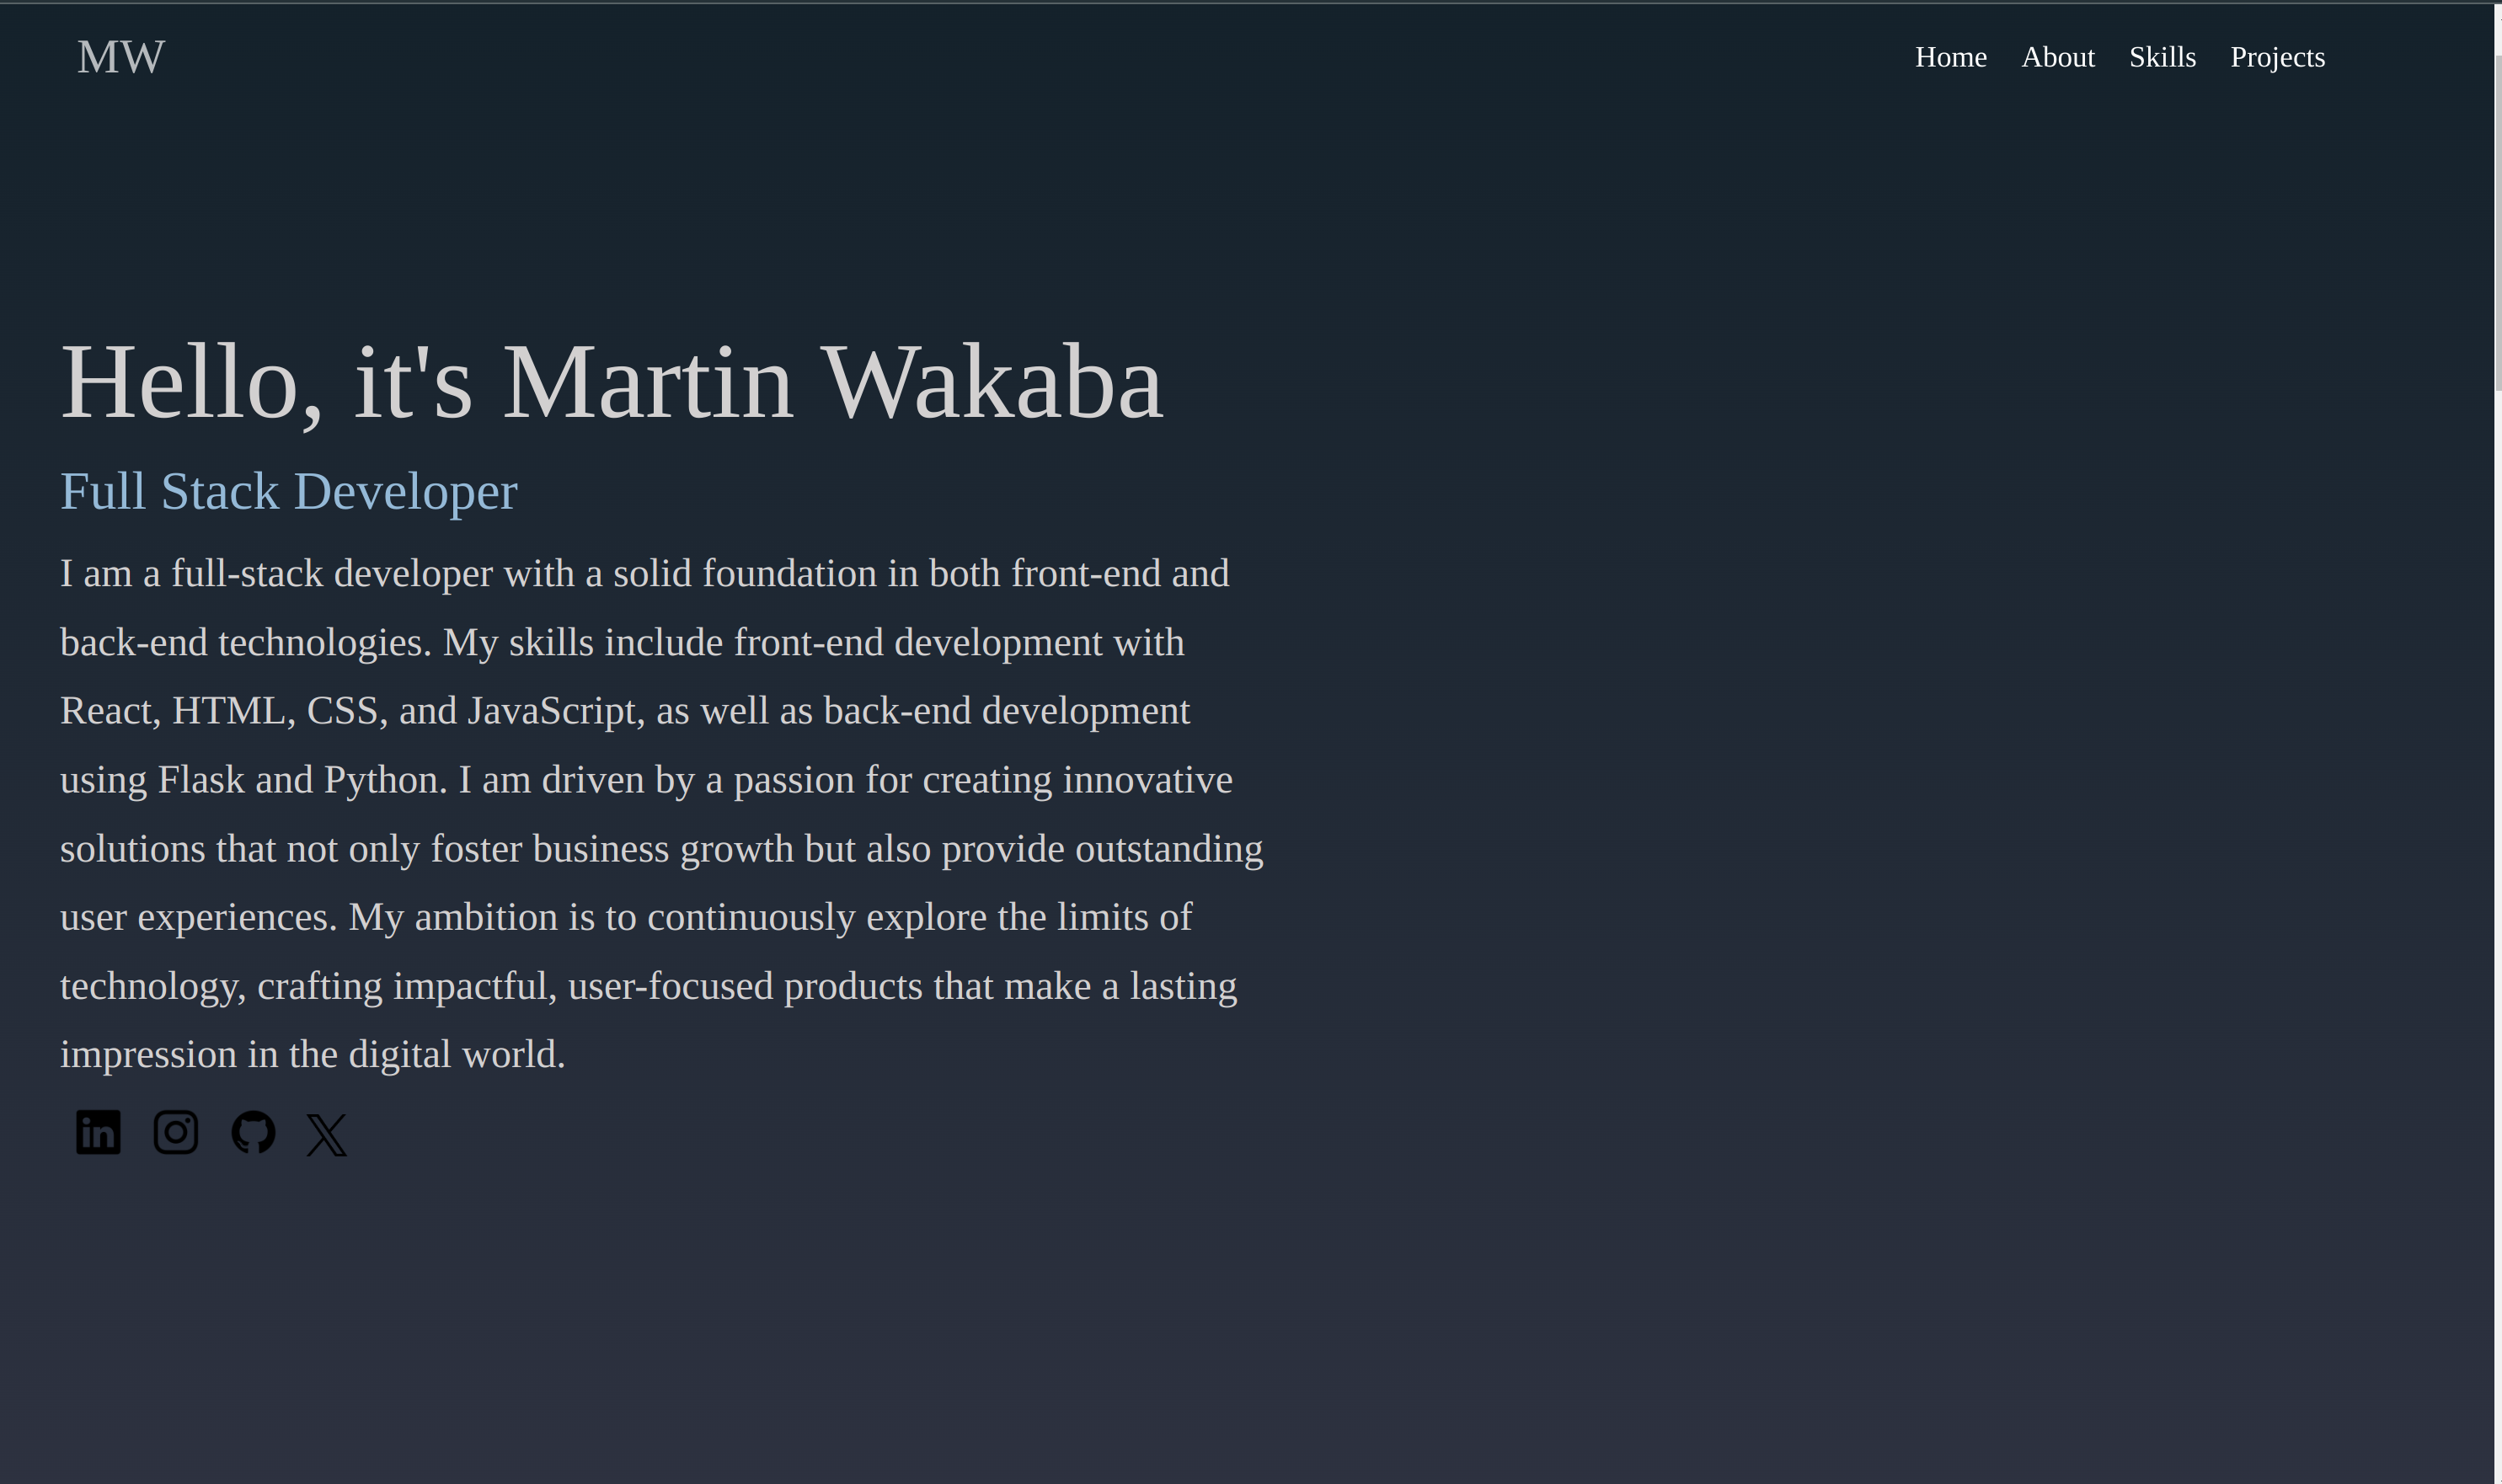 MW
Home About Skills Projects
Hello, it's Martin Wakaba
Full Stack Developer
I am a full-stack developer with a solid foundation in both front-end and
back-end technologies. My skills include front-end development with
React, HTML, CSS, and JavaScript, as well as back-end development
using Flask and Python. I am driven by a passion for creating innovative
solutions that not only foster business growth but also provide outstanding
user experiences. My ambition is to continuously explore the limits of
technology, crafting impactful, user-focused products that make a lasting
impression in the digital world.